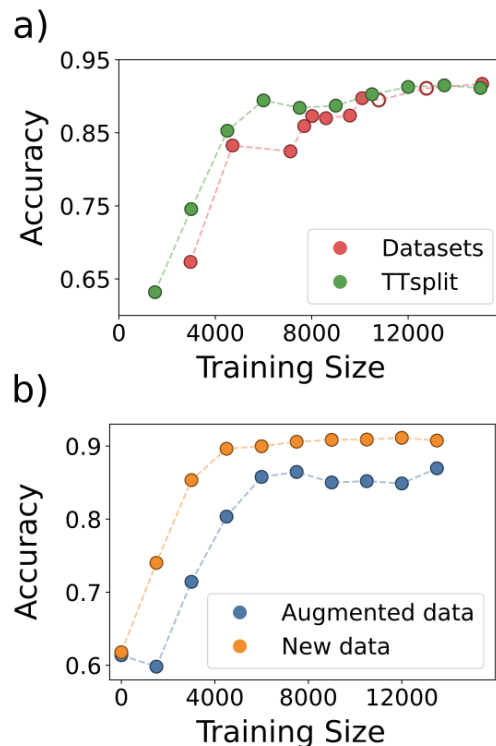 a)
0.95
0.85
0.75
0.65
Accuracy
0
4000
8000
12000
Training Size
Datasets
TTsplit
b)
0.9
0.8
0.7
0.6
Accuracy
0
4000
8000
12000
Training Size
Augmented data
New data